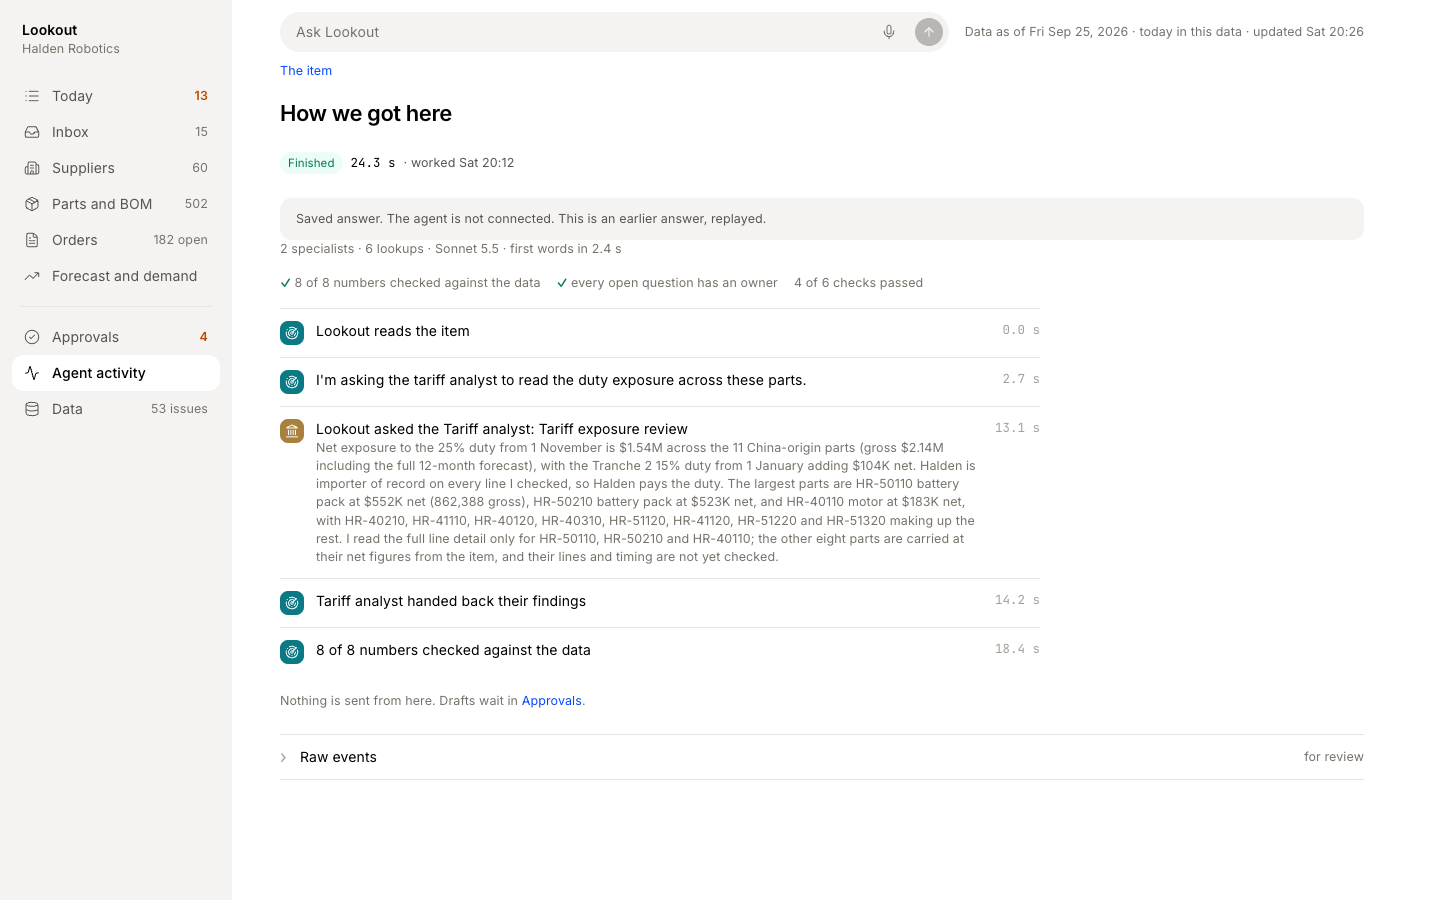 Lookout
Halden Robotics
Today 13
Inbox 15
Suppliers 60
Parts and BOM 502
Orders 182 open
Forecast and demand
Approvals 4
Agent activity
Data 53 issues
Ask Lookout
Data as of Fri Sep 25, 2026 · today in this data · updated Sat 20:26
The item
How we got here
Finished 24.3 s · worked Sat 20:12
Saved answer. The agent is not connected. This is an earlier answer, replayed.
2 specialists · 6 lookups · Sonnet 5.5 · first words in 2.4 s
8 of 8 numbers checked against the data every open question has an owner 4 of 6 checks passed
Lookout reads the item 0.0 s
I'm asking the tariff analyst to read the duty exposure across these parts. 2.7 s
Lookout asked the Tariff analyst: Tariff exposure review 13.1 s
Net exposure to the 25% duty from 1 November is $1.54M across the 11 China-origin parts (gross $2.14M
including the full 12-month forecast), with the Tranche 2 15% duty from 1 January adding $104K net. Halden is
importer of record on every line I checked, so Halden pays the duty. The largest parts are HR-50110 battery
pack at $552K net (862,388 gross), HR-50210 battery pack at $523K net, and HR-40110 motor at $183K net,
with HR-40210, HR-41110, HR-40120, HR-40310, HR-51120, HR-41120, HR-51220 and HR-51320 making up the
rest. I read the full line detail only for HR-50110, HR-50210 and HR-40110; the other eight parts are carried at
their net figures from the item, and their lines and timing are not yet checked.
Tariff analyst handed back their findings 14.2 s
8 of 8 numbers checked against the data 18.4 s
Nothing is sent from here. Drafts wait in Approvals.
Raw events for review